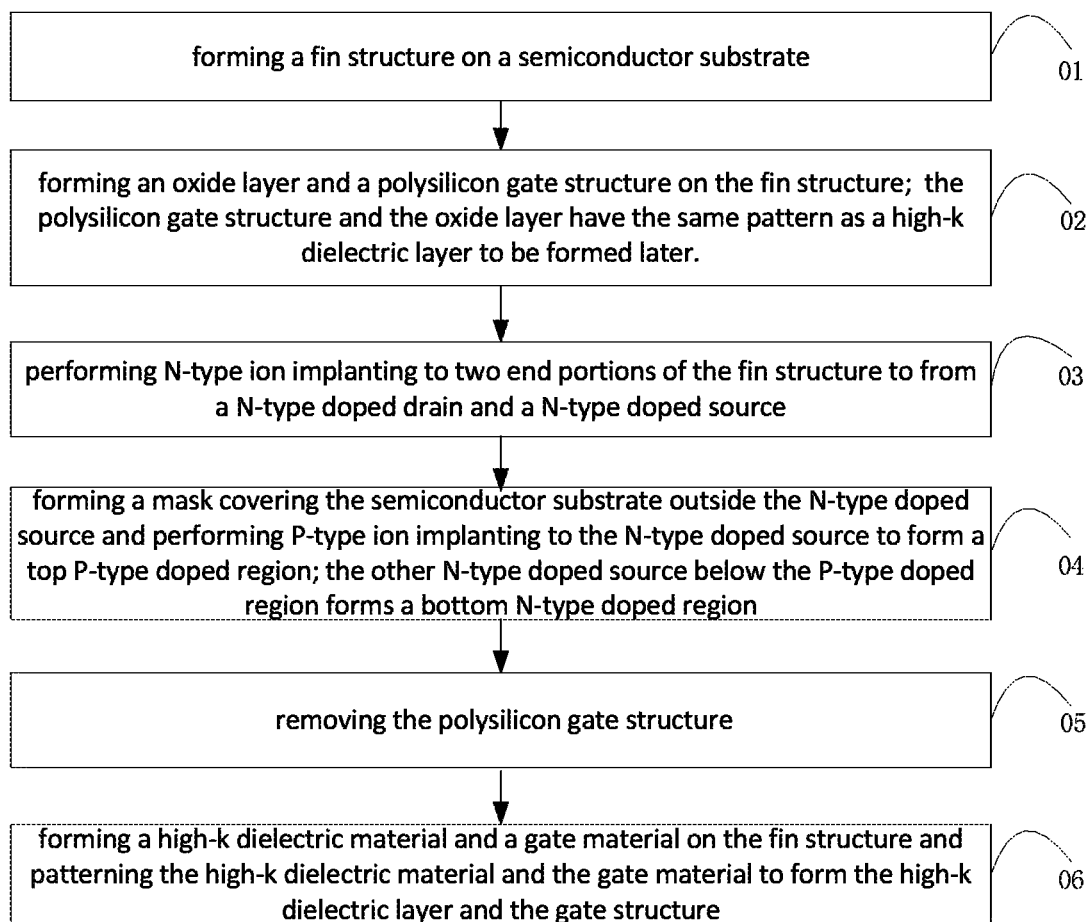 forming a fin structure on a semiconductor substrate
01
forming an oxide layer and a polysilicon gate structure on the fin structure; the
polysilicon gate structure and the oxide layer have the same pattern as a high-k
dielectric layer to be formed later.
02
performing N-type ion implanting to two end portions of the fin structure to from
a N-type doped drain and a N-type doped source
03
forming a mask covering the semiconductor substrate outside the N-type doped
source and performing P-type ion implanting to the N-type doped source to form a
top P-type doped region; the other N-type doped source below the P-type doped
region forms a bottom N-type doped region
04
removing the polysilicon gate structure
05
forming a high-k dielectric material and a gate material on the fin structure and
patterning the high-k dielectric material and the gate material to form the high-k
dielectric layer and the gate structure
06